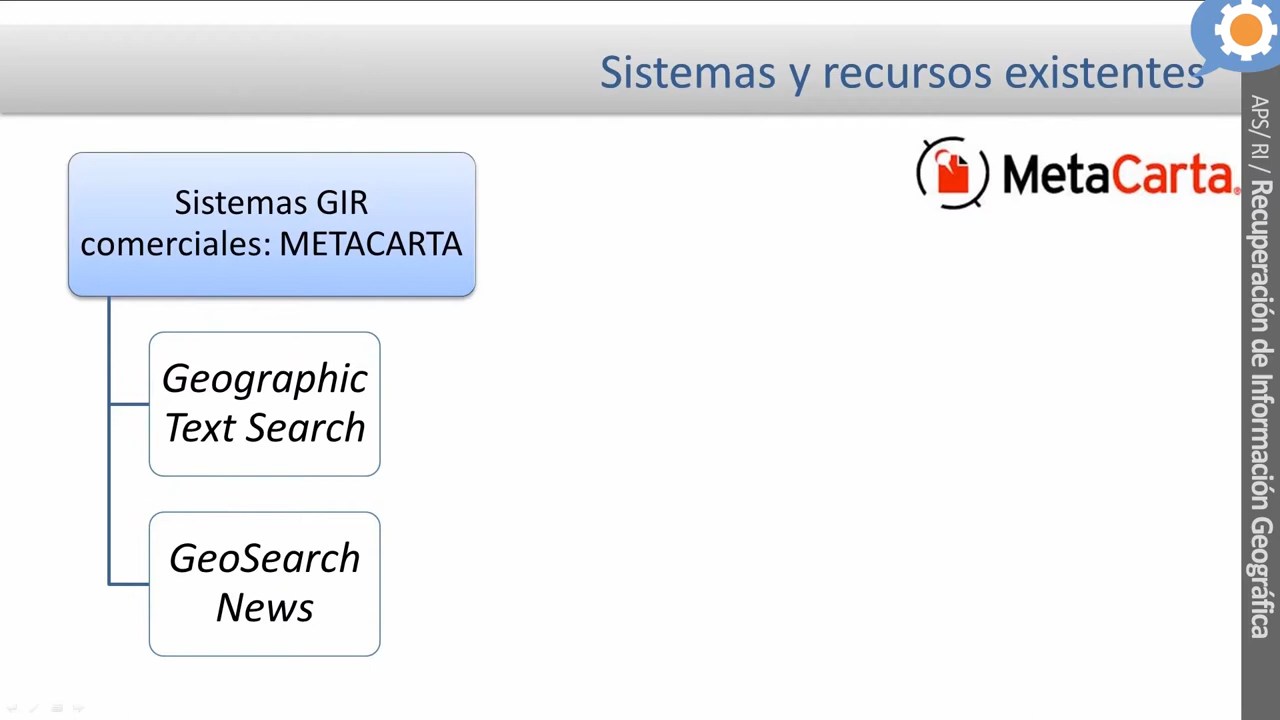 Sistemas y recursos existentes
MetaCarta®
Sistemas GIR
comerciales: METACARTA
Geographic
Text Search
GeoSearch
News
APS/ RI / Recuperación de Información Geográfica